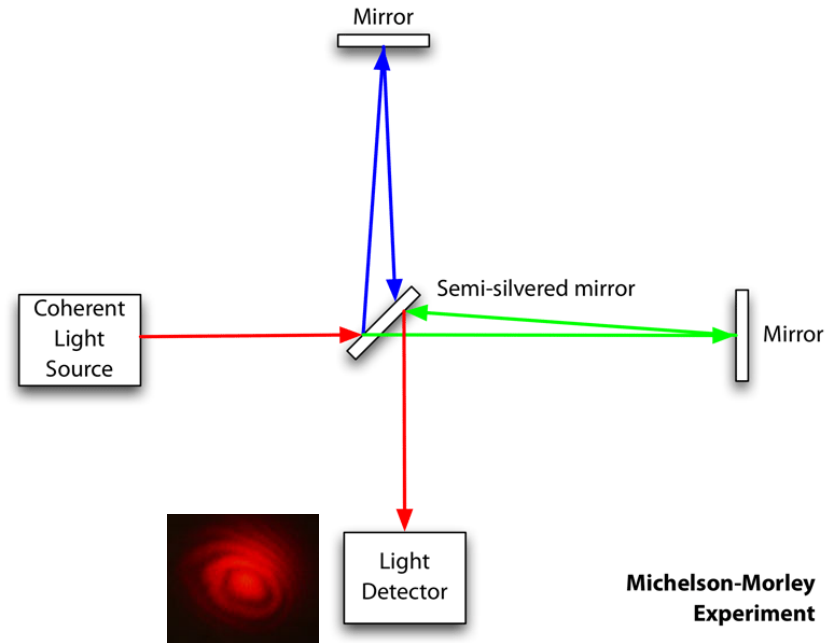 Mirror
Semi-silvered mirror
Coherent
Light
Source
Mirror
Light
Detector
Michelson-Morley
Experiment